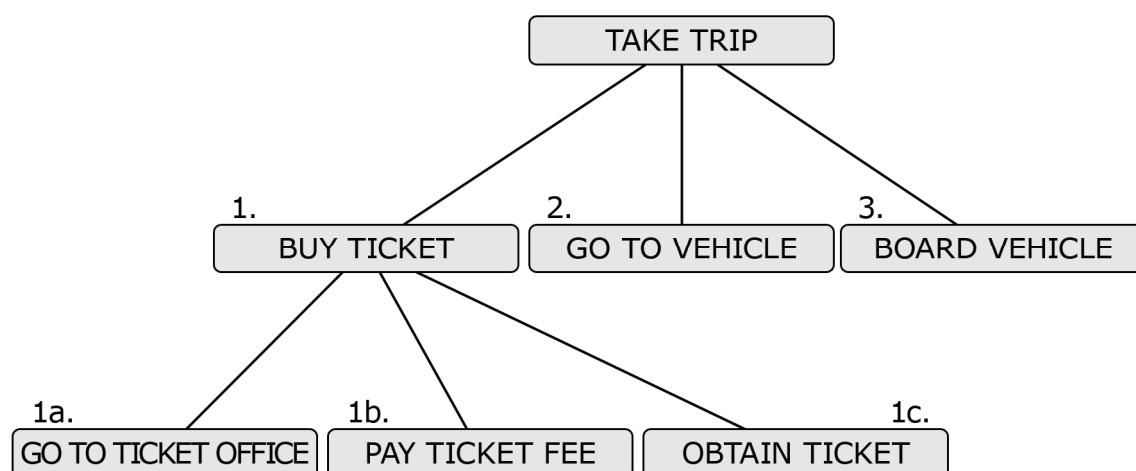 TAKE TRIP
1.
BUY TICKET
2.
GO TO VEHICLE
3.
BOARD VEHICLE
1a.
GO TO TICKET OFFICE
1b.
PAY TICKET FEE
1c.
OBTAIN TICKET